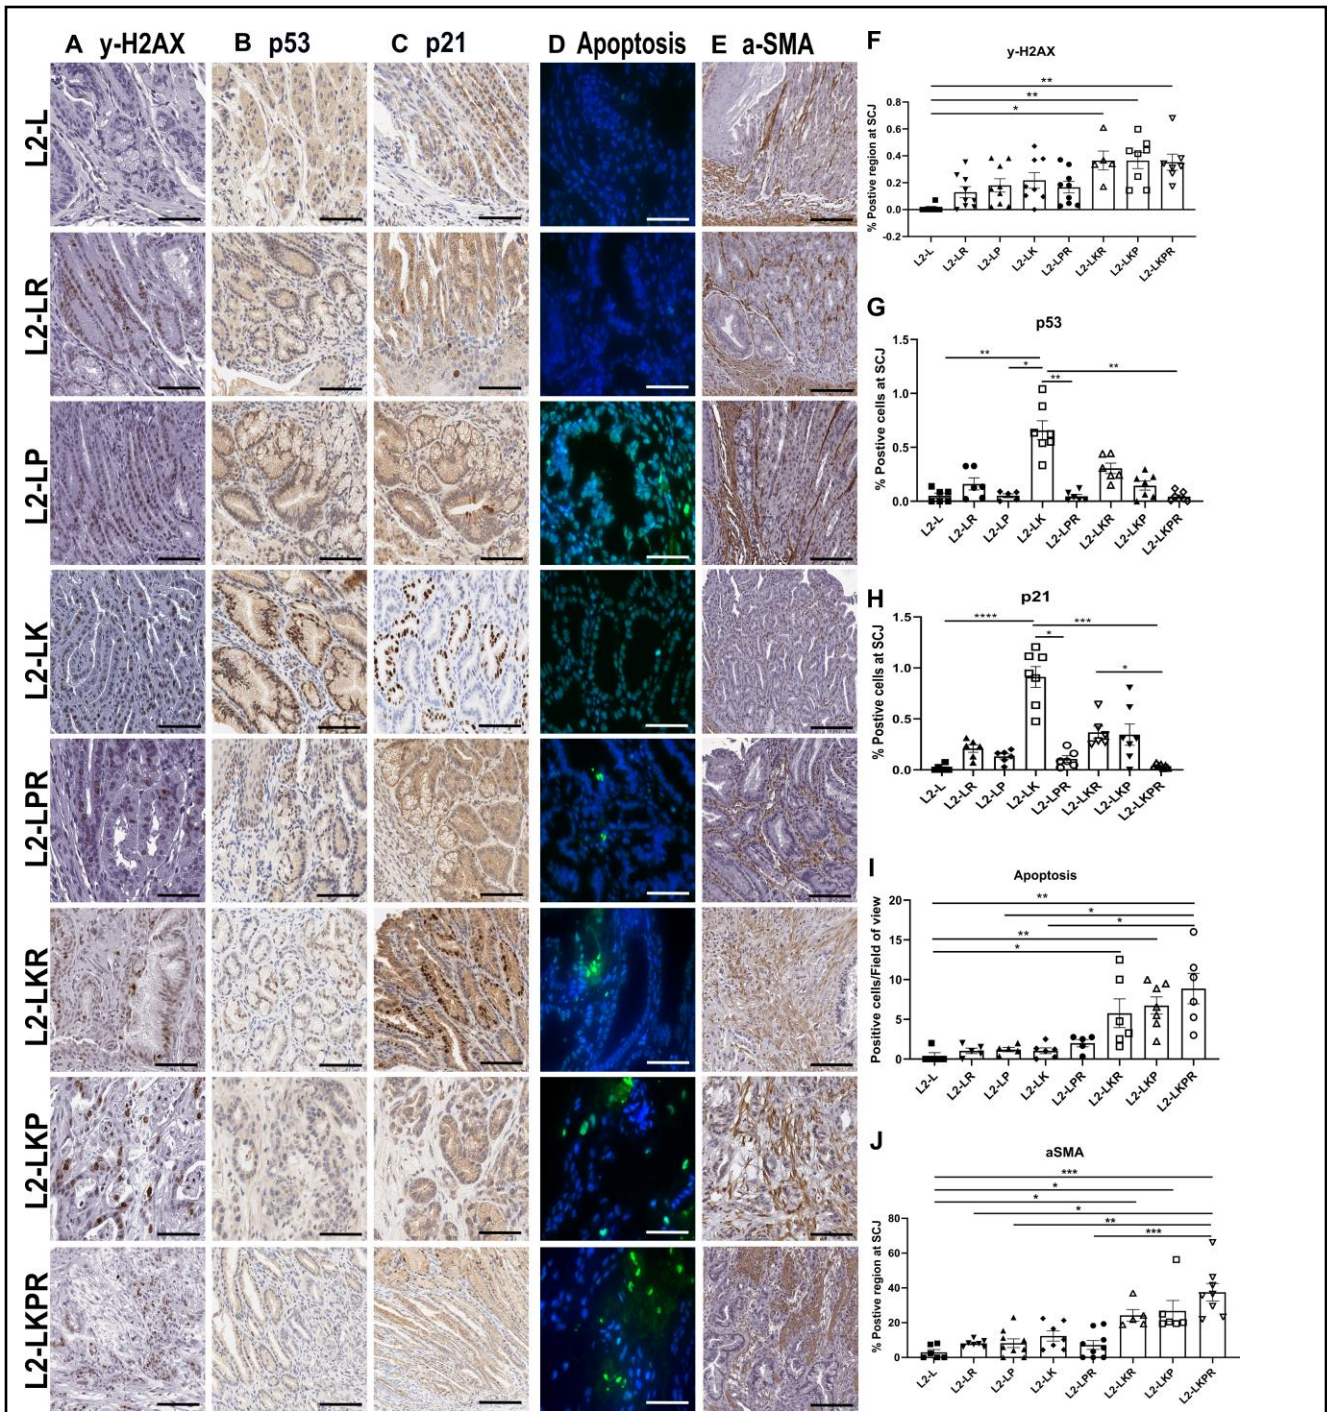 A y-H2AX B p53 C p21 D Apoptosis E a-SMA
L2-L
L2-LR
L2-LP
L2-LK
L2-LPR
L2-LKR
L2-LKP
L2-LKPR
F
y-H2AX
**
**
*
% Postive region at SCJ
0.8
0.6
0.4
0.2
0.0
-0.2
L2-L L2-LR L2-LP L2-LK L2-LPR L2-LKR L2-LKP L2-LKPR
G
p53
**
*
**
**
% Postive cells at SCJ
1.5
1.0
0.5
0.0
L2-L L2-LR L2-LP L2-LK L2-LPR L2-LKR L2-LKP L2-LKPR
H
p21
****
***
*
*
% Postive cells at SCJ
1.5
1.0
0.5
0.0
L2-L L2-LR L2-LP L2-LK L2-LPR L2-LKR L2-LKP L2-LKPR
I
Apoptosis
**
*
*
**
*
Positive cells/Field of view
20
15
10
5
0
L2-L L2-LR L2-LP L2-LK L2-LPR L2-LKR L2-LKP L2-LKPR
J
aSMA
***
*
*
*
**
***
% Postive region at SCJ
80
60
40
20
0
L2-L L2-LR L2-LP L2-LK L2-LPR L2-LKR L2-LKP L2-LKPR